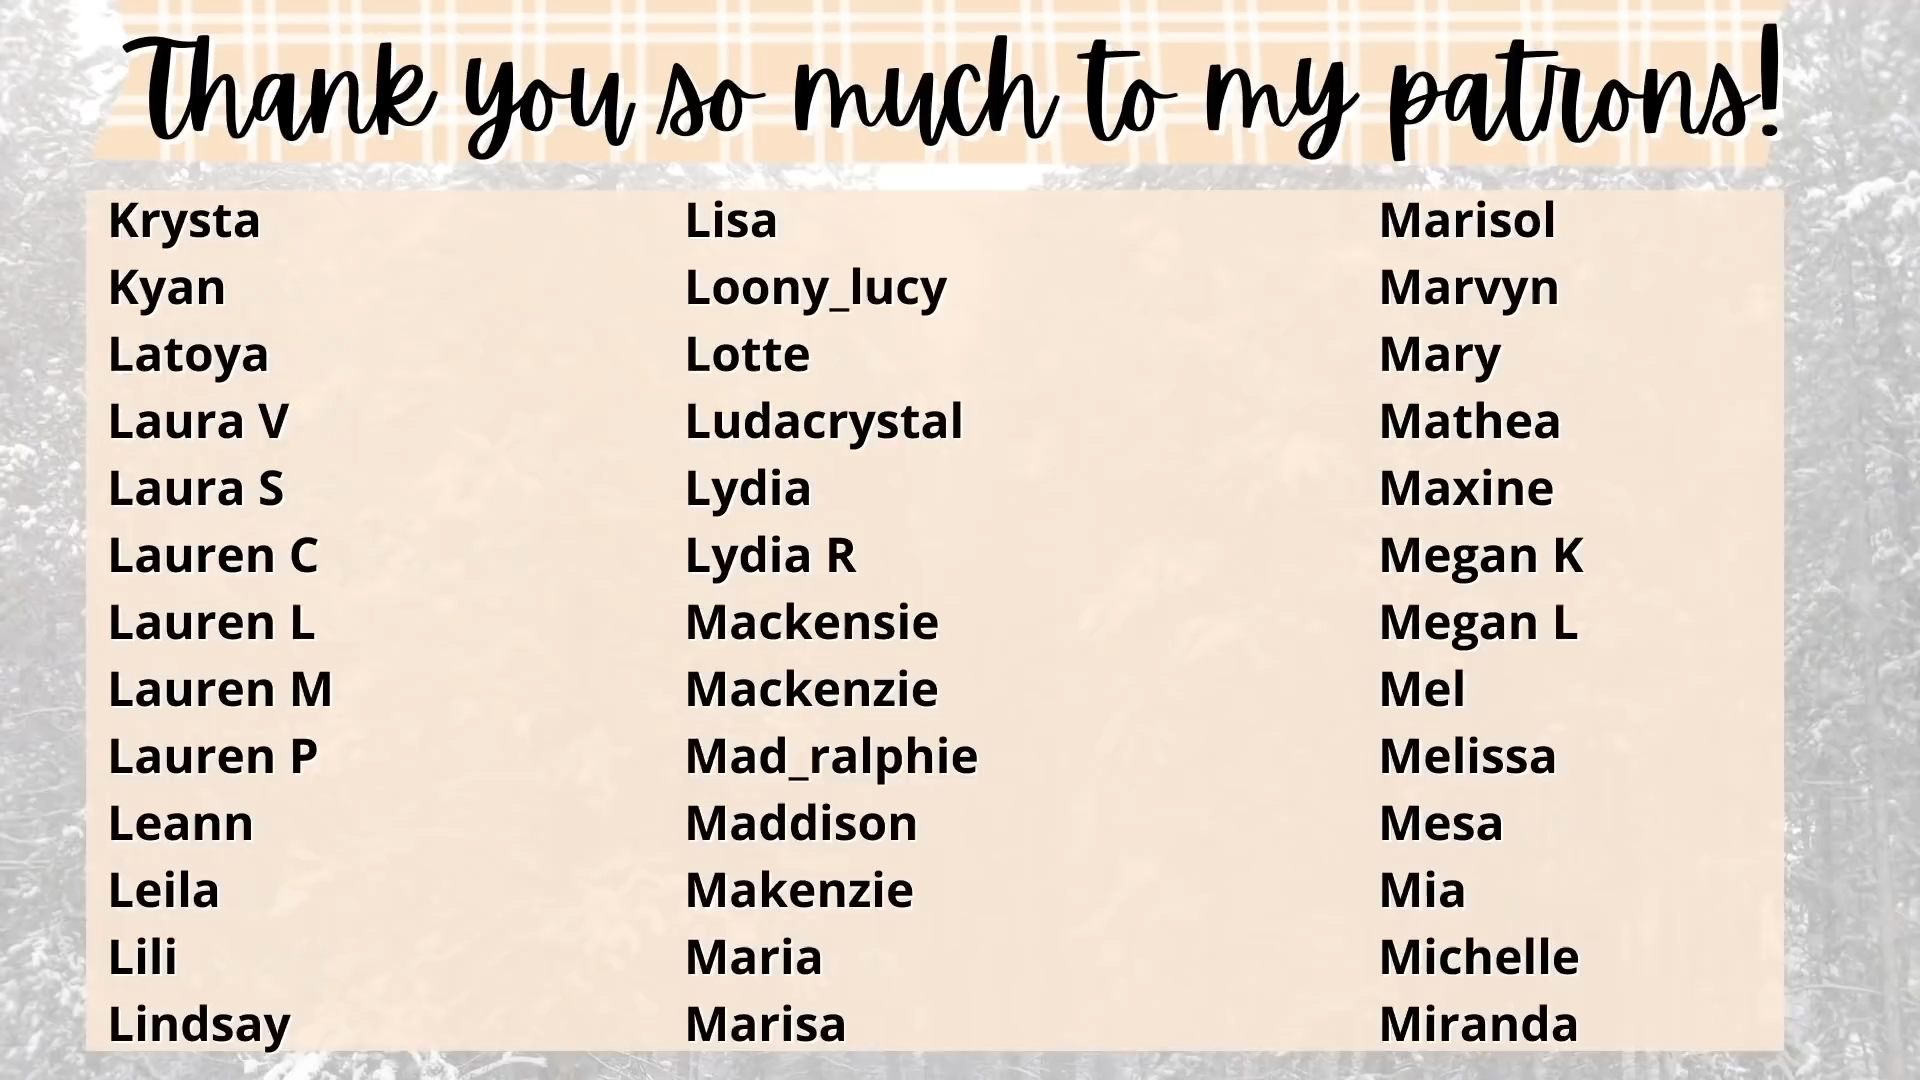 Thank you so much to my patrons!
Krysta
Kyan
Latoya
Laura V
Laura S
Lauren C
Lauren L
Lauren M
Lauren P
Leann
Leila
Lili
Lindsay
Lisa
Loony_lucy
Lotte
Ludacrystal
Lydia
Lydia R
Mackensie
Mackenzie
Mad_ralphie
Maddison
Makenzie
Maria
Marisa
Marisol
Marvyn
Mary
Mathea
Maxine
Megan K
Megan L
Mel
Melissa
Mesa
Mia
Michelle
Miranda